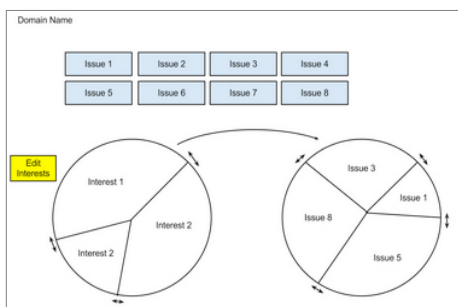 Domain Name
Issue 1 Issue 2 Issue 3 Issue 4
Issue 5 Issue 6 Issue 7 Issue 8
Edit
Interests
Interest 1
Interest 2
Interest 2
Issue 3
Issue 1
Issue 8
Issue 5